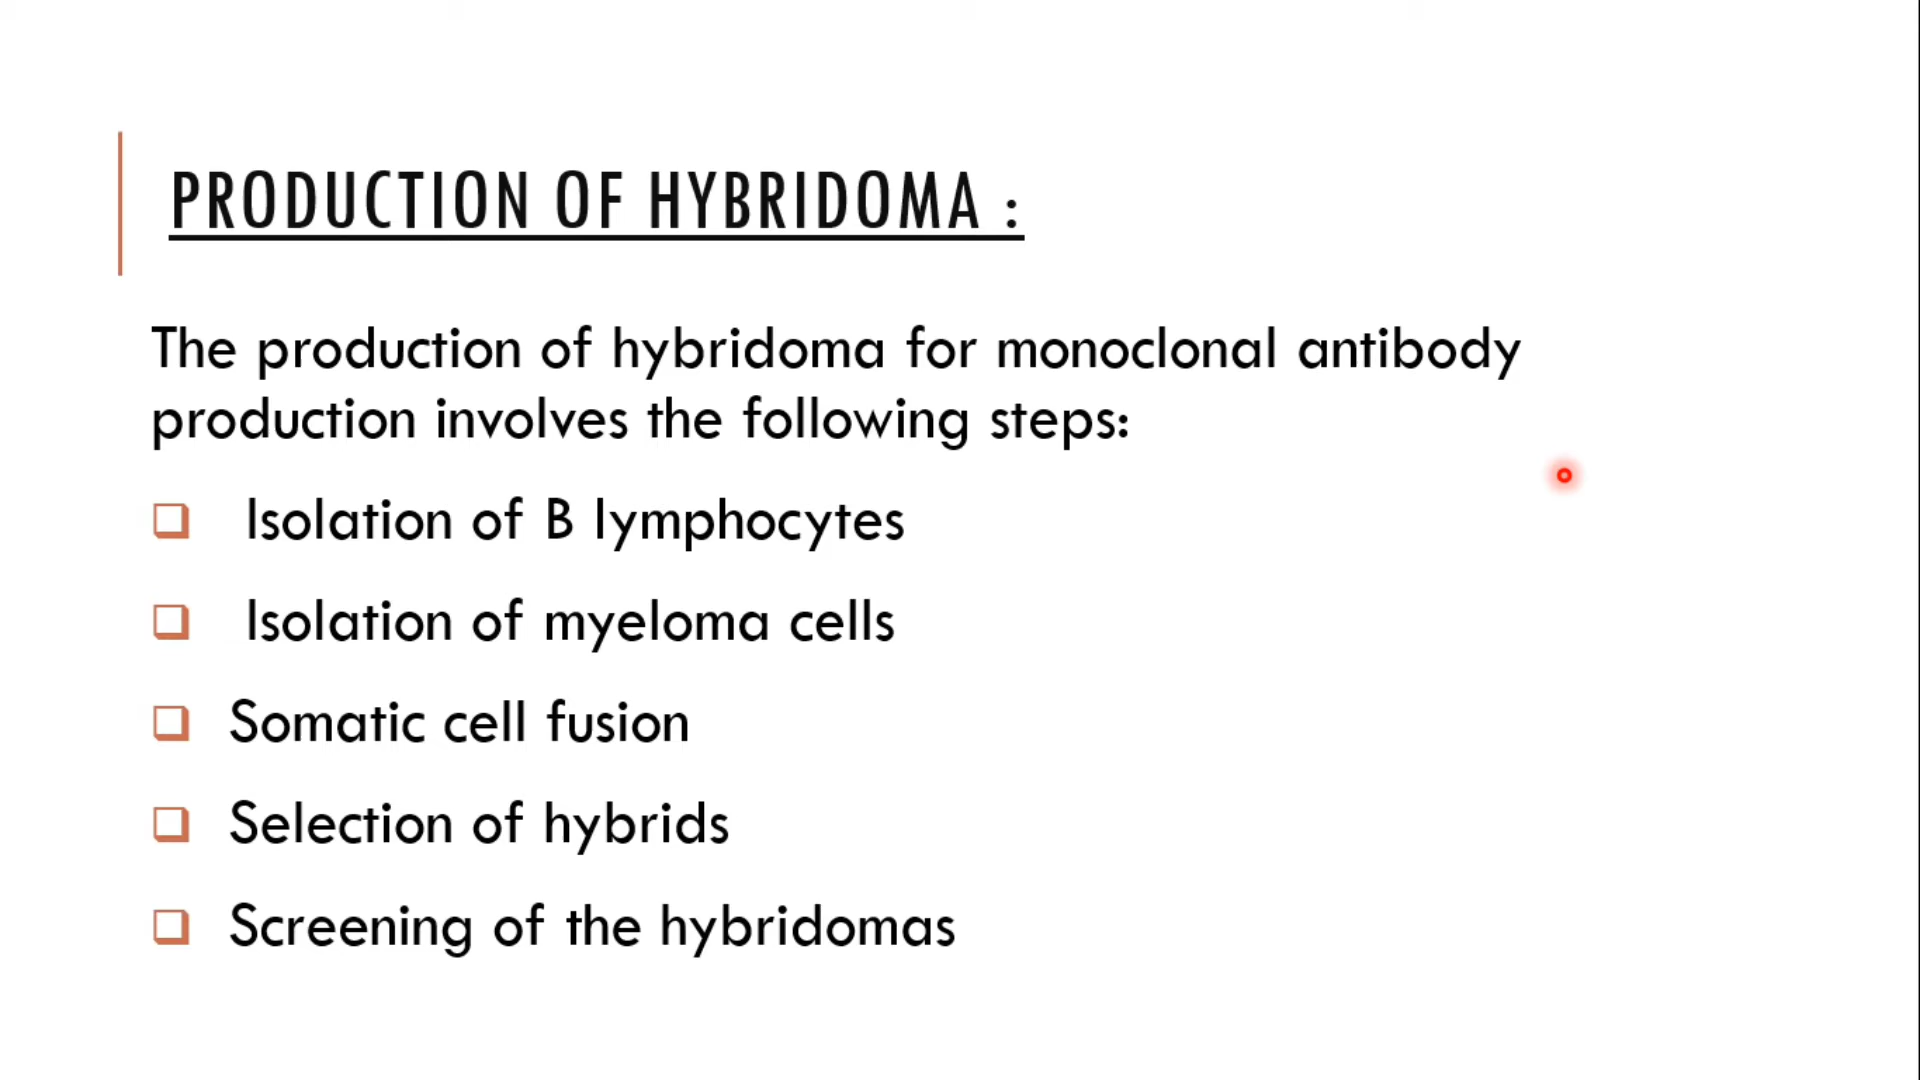 PRODUCTION OF HYBRIDOMA :
The production of hybridoma for monoclonal antibody
production involves the following steps:
Isolation of B lymphocytes
Isolation of myeloma cells
Somatic cell fusion
Selection of hybrids
Screening of the hybridomas